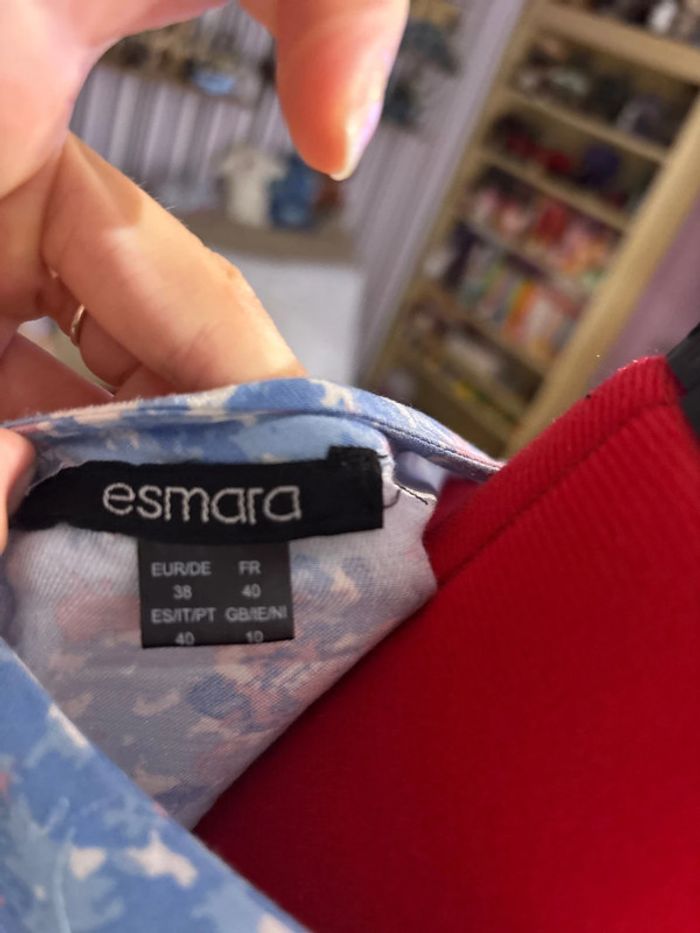 esmara
EUR/DE FR
38 40
ES/IT/PT GB/IE/NI
40 10